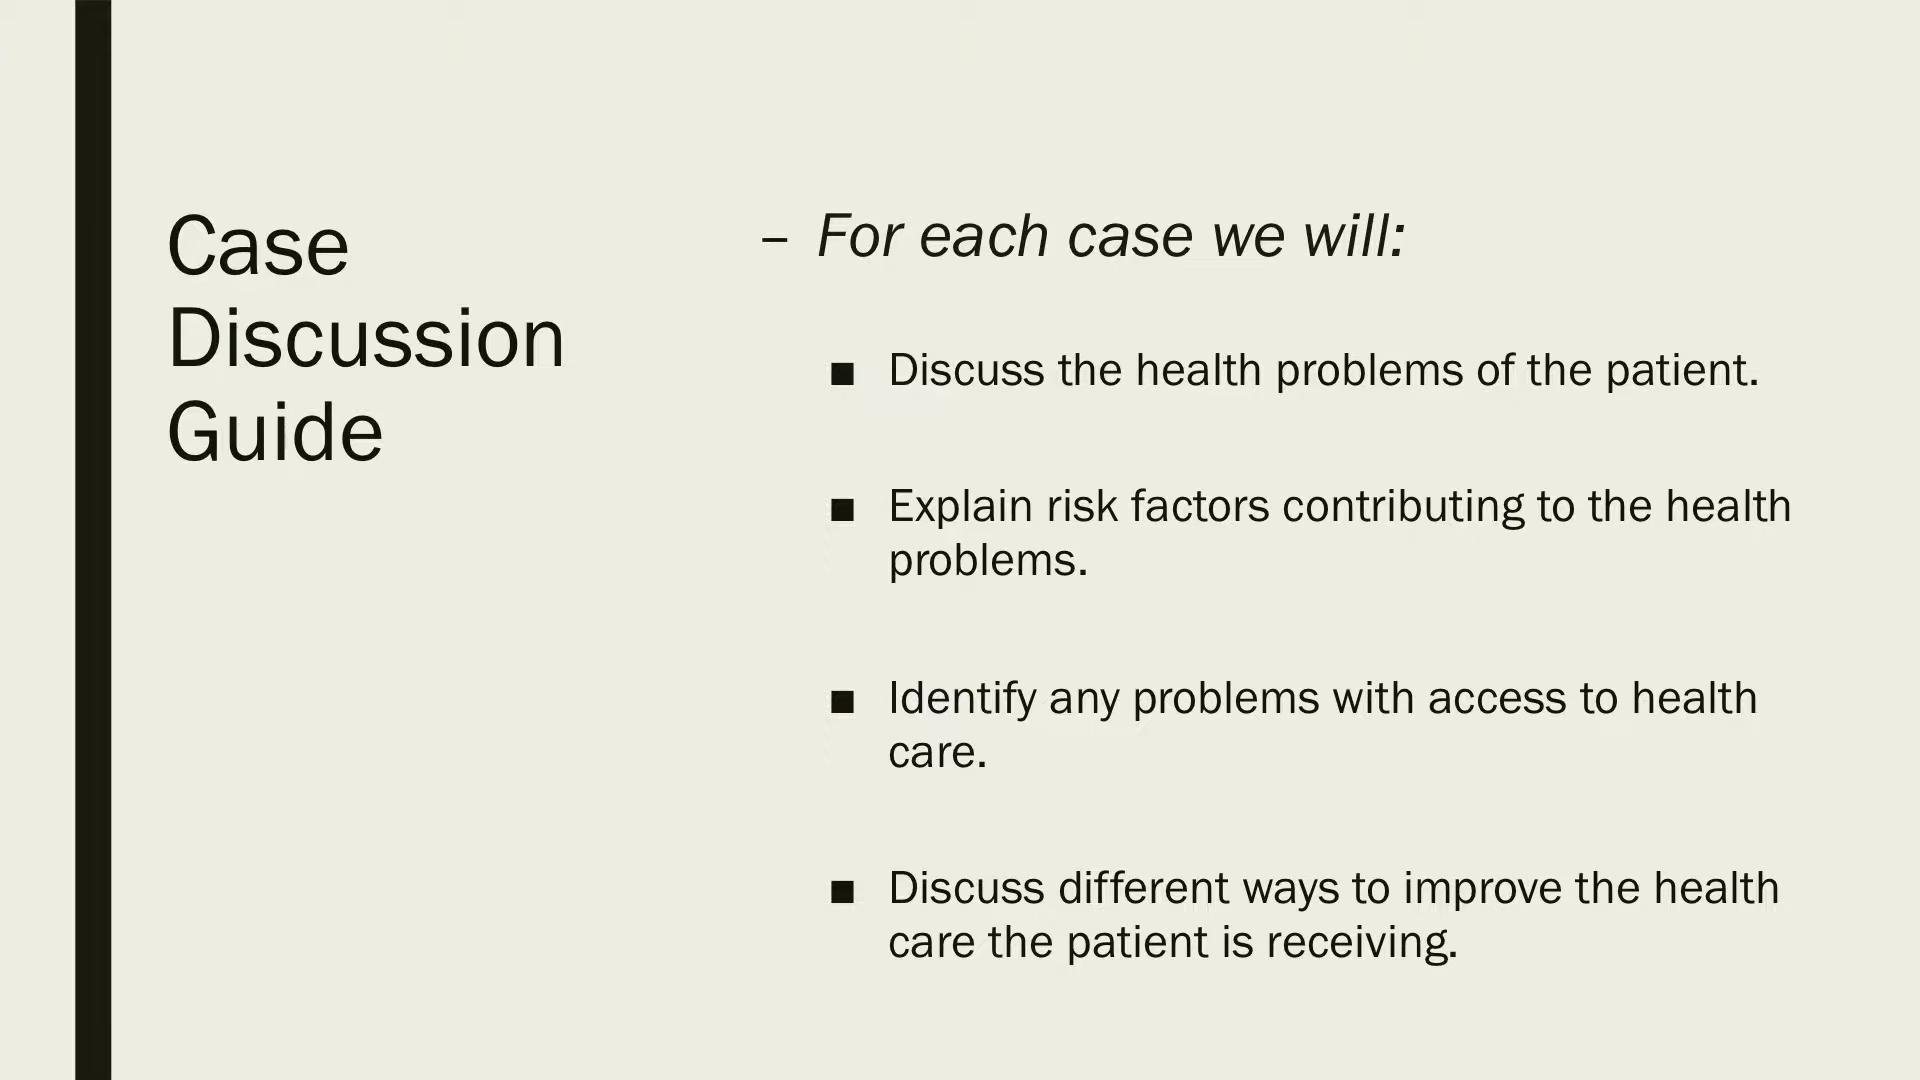 Case
Discussion
Guide
– For each case we will:
■ Discuss the health problems of the patient.
■ Explain risk factors contributing to the health
problems.
■ Identify any problems with access to health
care.
■ Discuss different ways to improve the health
care the patient is receiving.